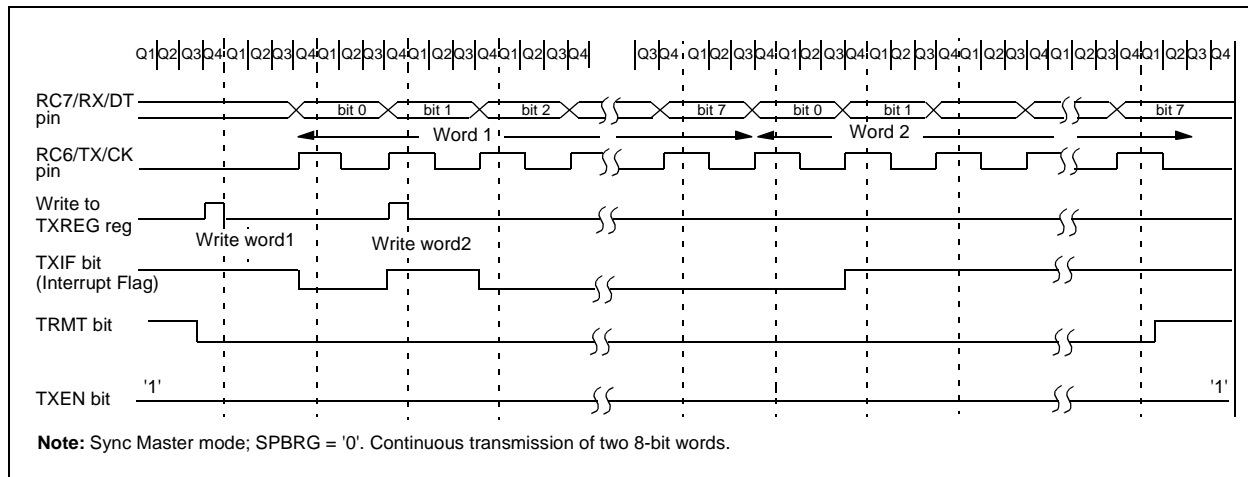 Q1 Q2 Q3 Q4 Q1 Q2 Q3 Q4 Q1 Q2 Q3 Q4 Q1 Q2 Q3 Q4 Q1 Q2 Q3 Q4 Q3 Q4 Q1 Q2 Q3 Q4 Q1 Q2 Q3 Q4 Q1 Q2 Q3 Q4 Q1 Q2 Q3 Q4 Q1 Q2 Q3 Q4 Q1 Q2 Q3 Q4
RC7/RX/DT
pin
bit 0 bit 1 bit 2 bit 7 bit 0 bit 1 bit 7
Word 1 Word 2
RC6/TX/CK
pin
Write to
TXREG reg
Write word1 Write word2
TXIF bit
(Interrupt Flag)
TRMT bit
'1' '1'
TXEN bit
Note: Sync Master mode; SPBRG = '0'. Continuous transmission of two 8-bit words.